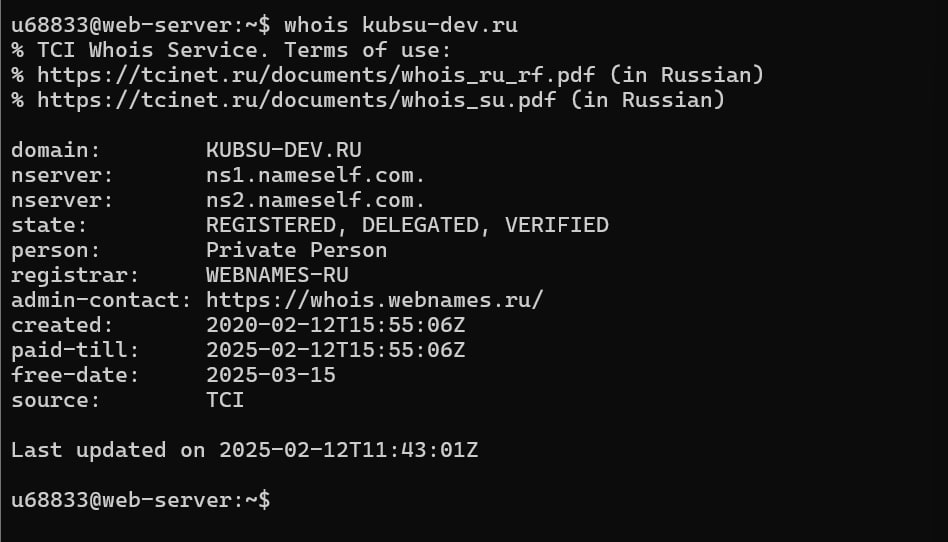 u68833@web-server:~$ whois kubsu-dev.ru
% TCI Whois Service. Terms of use:
% https://tcinet.ru/documents/whois_ru_rf.pdf (in Russian)
% https://tcinet.ru/documents/whois_su.pdf (in Russian)

domain:        KUBSU-DEV.RU
nserver:       ns1.nameself.com.
nserver:       ns2.nameself.com.
state:         REGISTERED, DELEGATED, VERIFIED
person:        Private Person
registrar:     WEBNAMES-RU
admin-contact: https://whois.webnames.ru/
created:       2020-02-12T15:55:06Z
paid-till:     2025-02-12T15:55:06Z
free-date:     2025-03-15
source:        TCI

Last updated on 2025-02-12T11:43:01Z

u68833@web-server:~$